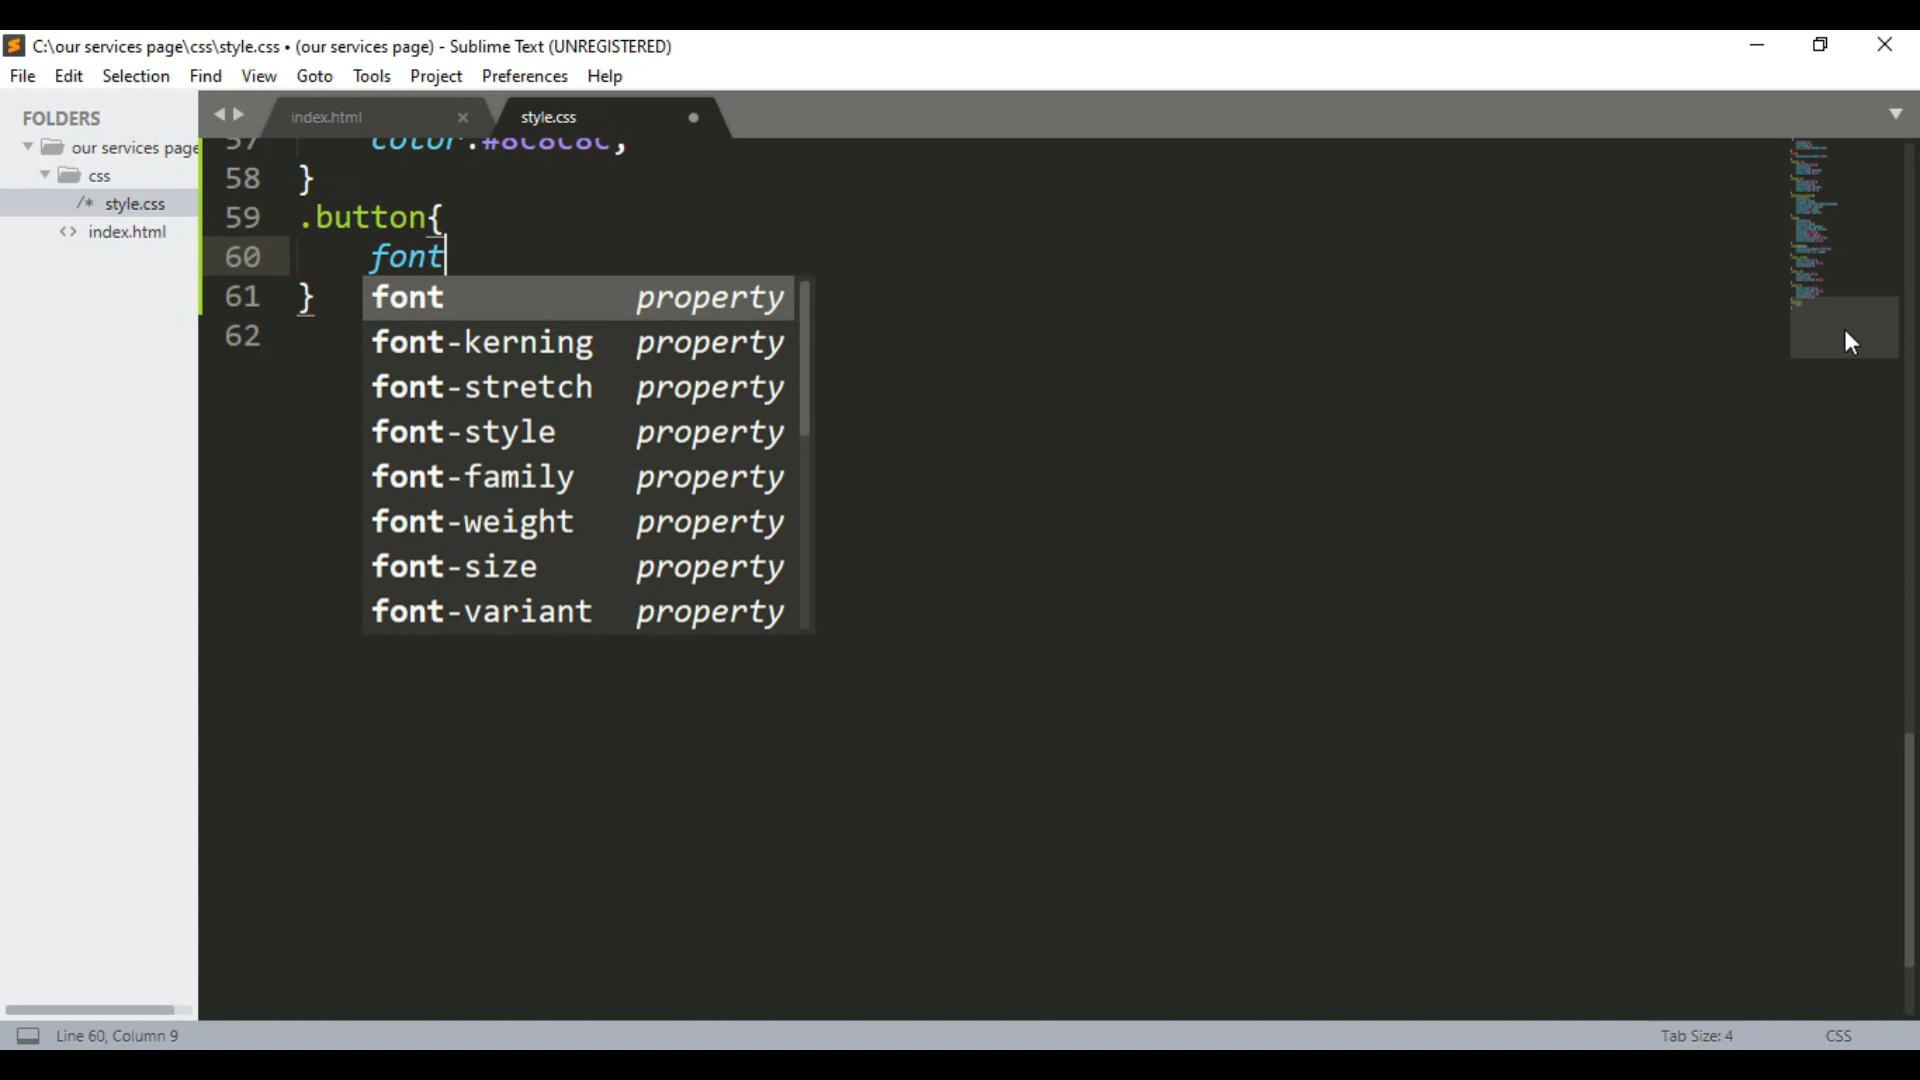 C:\our services page\css\style.css • (our services page) - Sublime Text (UNREGISTERED)
File Edit Selection Find View Goto Tools Project Preferences Help
FOLDERS
our services page
css
/* style.css
<> index.html
index.html × style.css
57 color:#8c8c8c;
58 }
59 .button{
60 font
61 }
62
font property
font-kerning property
font-stretch property
font-style property
font-family property
font-weight property
font-size property
font-variant property
Line 60, Column 9 Tab Size: 4 CSS